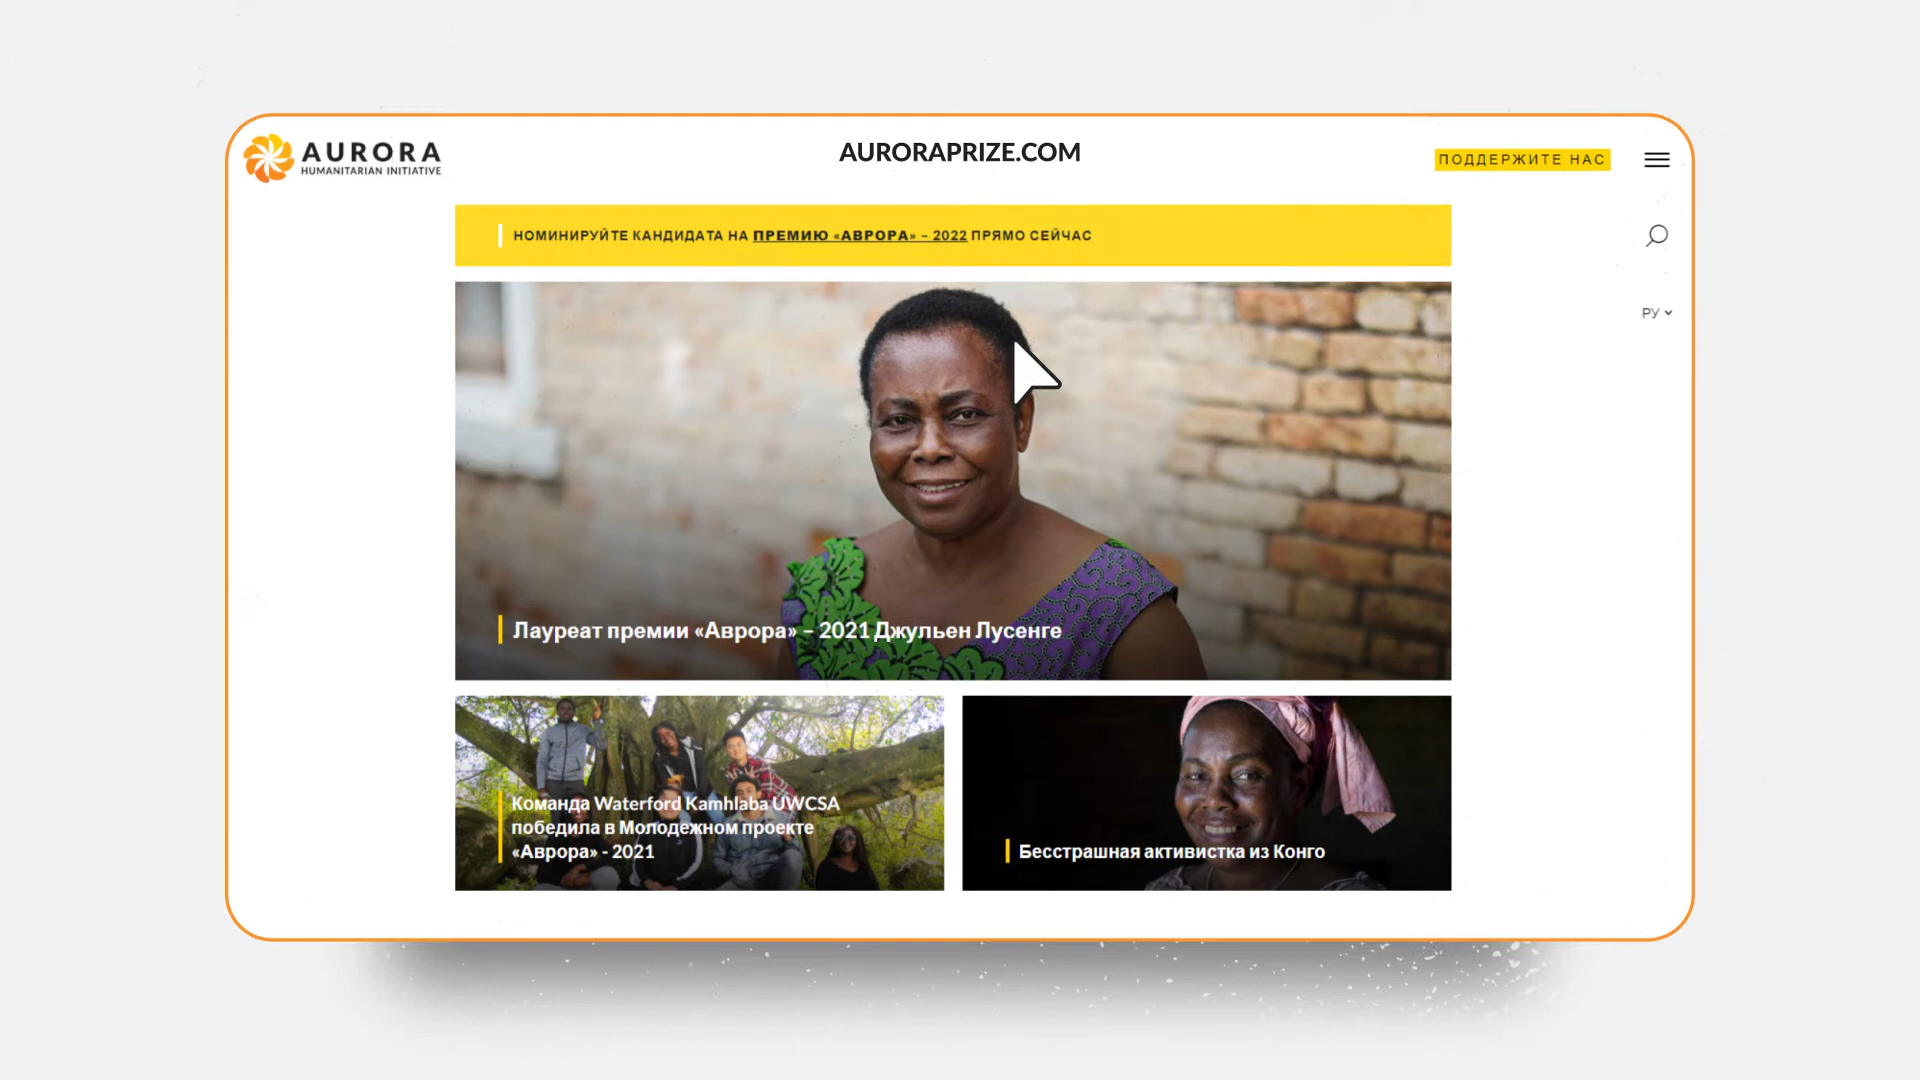 AURORA
HUMANITARIAN INITIATIVE
AURORAPRIZE.COM
ПОДДЕРЖИТЕ НАС
НОМИНИРУЙТЕ КАНДИДАТА НА ПРЕМИЮ «АВРОРА» – 2022 ПРЯМО СЕЙЧАС
РУ
Лауреат премии «Аврора» – 2021 Джульен Лусенге
Команда Waterford Kamhlaba UWCSA
победила в Молодежном проекте
«Аврора» - 2021
Бесстрашная активистка из Конго